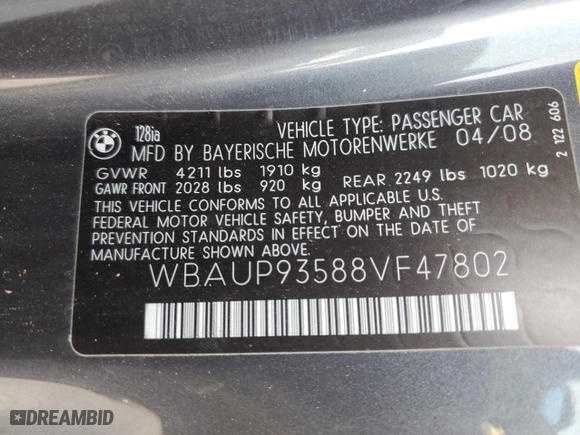 BMW
128ia
VEHICLE TYPE: PASSENGER CAR
MFD BY BAYERISCHE MOTORENWERKE 04/08
GVWR 4211 lbs 1910 kg
GAWR FRONT 2028 lbs 920 kg REAR 2249 lbs 1020 kg
THIS VEHICLE CONFORMS TO ALL APPLICABLE U.S.
FEDERAL MOTOR VEHICLE SAFETY, BUMPER AND THEFT
PREVENTION STANDARDS IN EFFECT ON THE DATE OF
MANUFACTURE SHOWN ABOVE.
WBAUP93588VF47802
2 122 606
DREAMBID